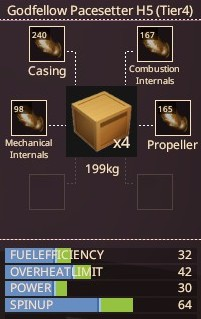 Godfellow Pacesetter H5 (Tier4)
240
167
Casing
Combustion
Internals
98
165
x4
Mechanical
Internals
Propeller
199kg
FUELEFFICIENCY 32
OVERHEATLIMIT 42
POWER 30
SPINUP 64